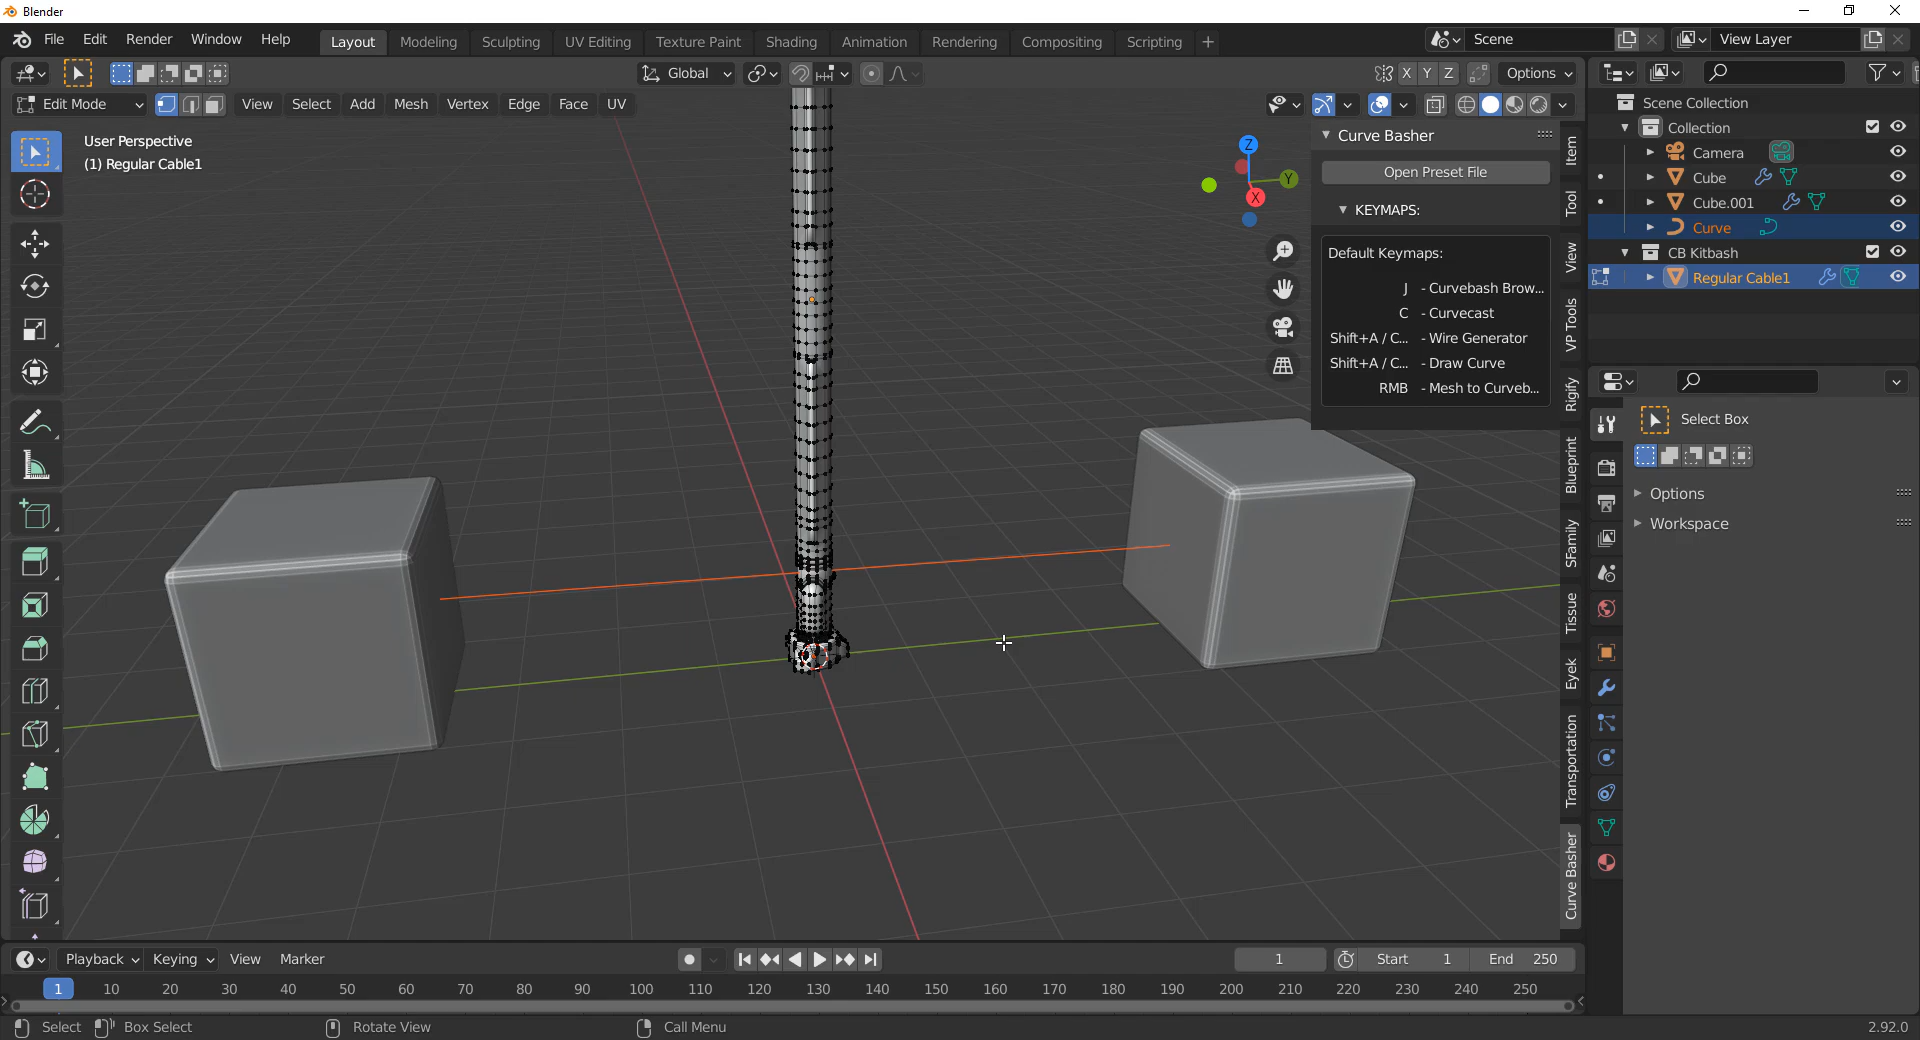 Blender
File Edit Render Window Help Layout Modeling Sculpting UV Editing Texture Paint Shading Animation Rendering Compositing Scripting + Scene View Layer
Global X Y Z Options
Edit Mode View Select Add Mesh Vertex Edge Face UV
User Perspective
(1) Regular Cable1
Z
Y
X
Curve Basher
Open Preset File
KEYMAPS:
Default Keymaps:
J - Curvebash Brow...
C - Curvecast
Shift+A / C... - Wire Generator
Shift+A / C... - Draw Curve
RMB - Mesh to Curveb...
Item
Tool
View
VP Tools
Rigify
Blueprint
SFamily
Tissue
Eyek
Transportation
Curve Basher
Scene Collection
Collection
Camera
Cube
Cube.001
Curve
CB Kitbash
Regular Cable1
Select Box
Options
Workspace
Playback Keying View Marker 1 Start 1 End 250
1 10 20 30 40 50 60 70 80 90 100 110 120 130 140 150 160 170 180 190 200 210 220 230 240 250
Select Box Select Rotate View Call Menu 2.92.0